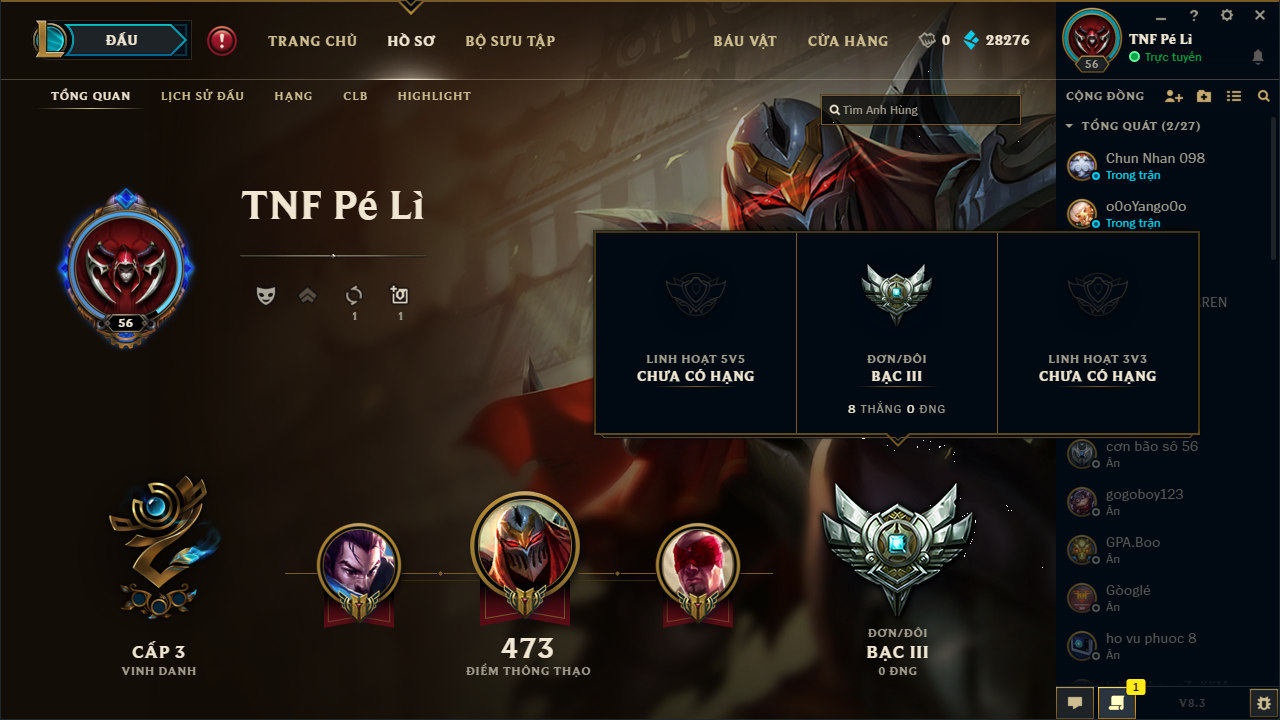 ĐẤU
TRANG CHỦ
HỒ SƠ
BỘ SƯU TẬP
BÁU VẬT
CỬA HÀNG
0
28276
?
TNF Pé Lì
Trực tuyến
56
TỔNG QUAN
LỊCH SỬ ĐẤU
HẠNG
CLB
HIGHLIGHT
Tìm Anh Hùng
CỘNG ĐỒNG
TỔNG QUÁT (2/27)
Chun Nhan 098
Trong trận
o0oYango0o
Trong trận
TNF Pé Lì
56
1
1
LINH HOẠT 5V5
CHƯA CÓ HẠNG
ĐƠN/ĐÔI
BẠC III
8 THẮNG 0 ĐNG
LINH HOẠT 3V3
CHƯA CÓ HẠNG
cơn bão số 56
Ẩn
gogoboy123
Ẩn
GPA.Boo
Ẩn
Gòoglé
Ẩn
ho vu phuoc 8
Ẩn
CẤP 3
VINH DANH
473
ĐIỂM THÔNG THẠO
ĐƠN/ĐÔI
BẠC III
0 ĐNG
1
V8.3